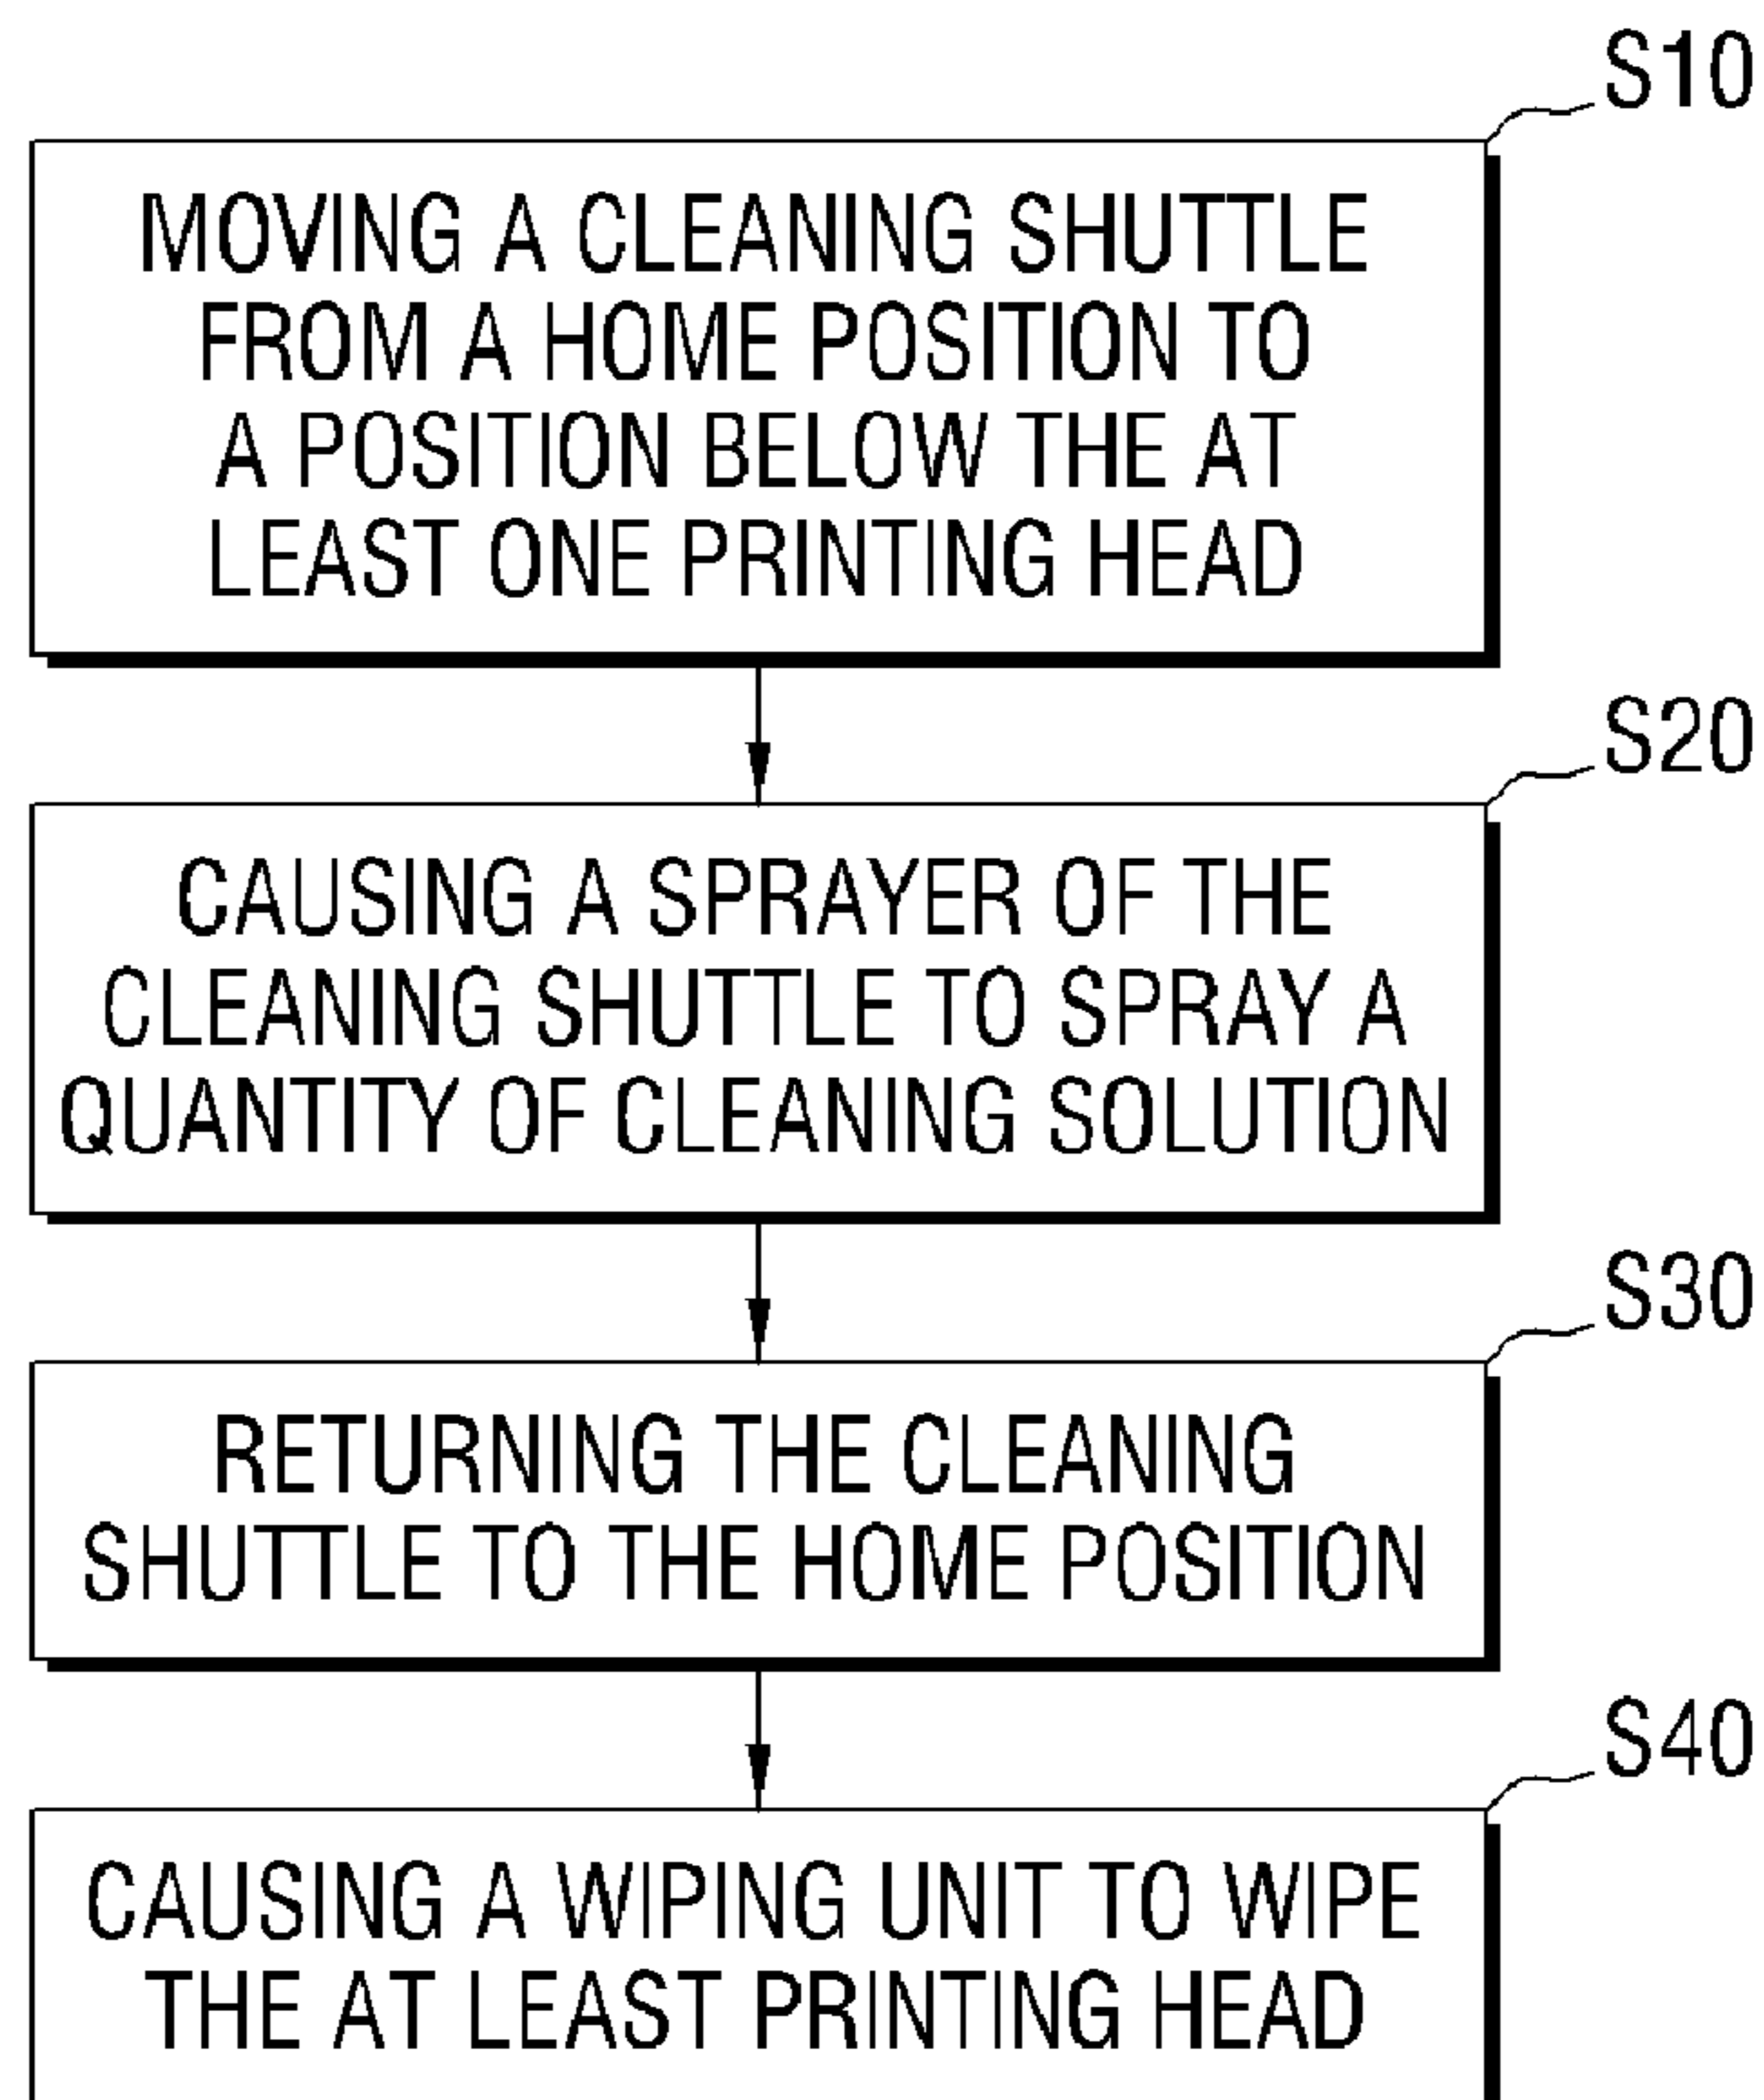 S10
MOVING A CLEANING SHUTTLE
FROM A HOME POSITION TO
A POSITION BELOW THE AT
LEAST ONE PRINTING HEAD
S20
CAUSING A SPRAYER OF THE
CLEANING SHUTTLE TO SPRAY A
QUANTITY OF CLEANING SOLUTION
S30
RETURNING THE CLEANING
SHUTTLE TO THE HOME POSITION
S40
CAUSING A WIPING UNIT TO WIPE
THE AT LEAST PRINTING HEAD